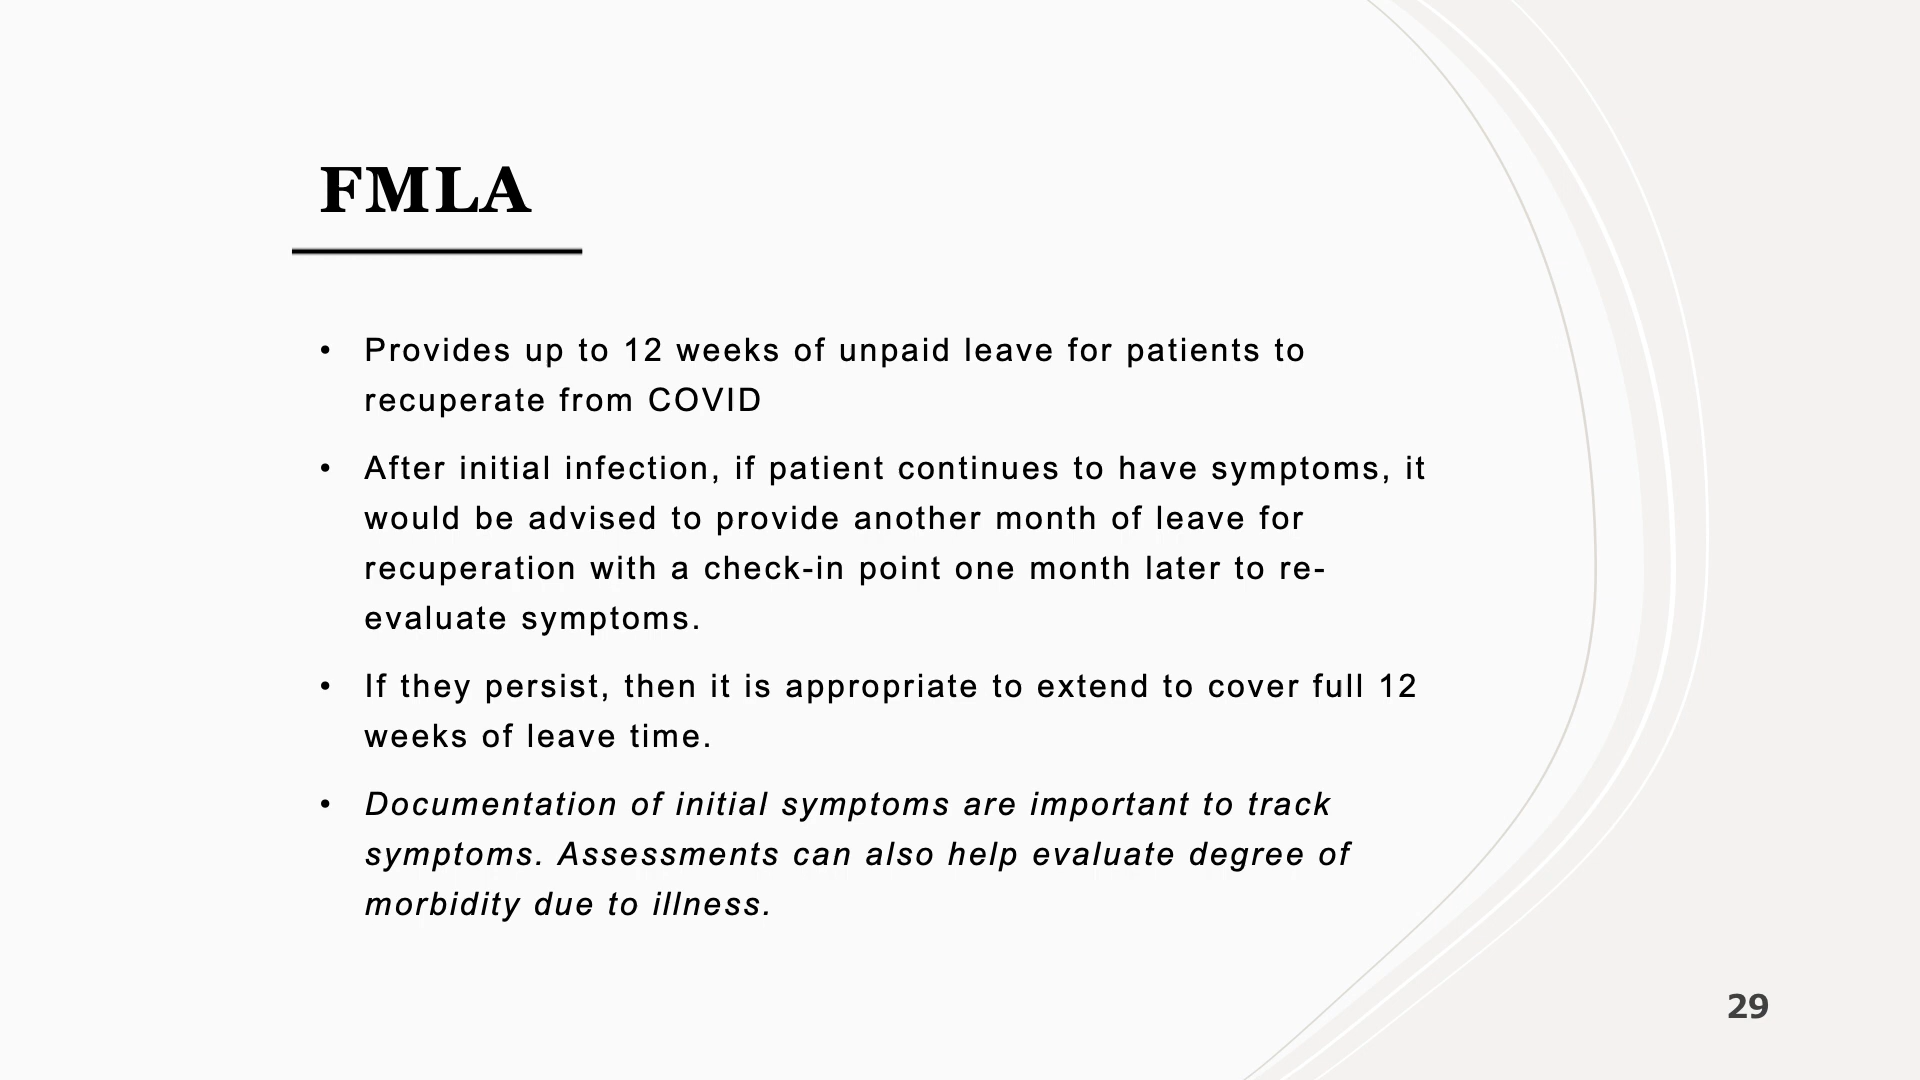 FMLA
• Provides up to 12 weeks of unpaid leave for patients to
recuperate from COVID
• After initial infection, if patient continues to have symptoms, it
would be advised to provide another month of leave for
recuperation with a check-in point one month later to re-
evaluate symptoms.
• If they persist, then it is appropriate to extend to cover full 12
weeks of leave time.
• Documentation of initial symptoms are important to track
symptoms. Assessments can also help evaluate degree of
morbidity due to illness.
29